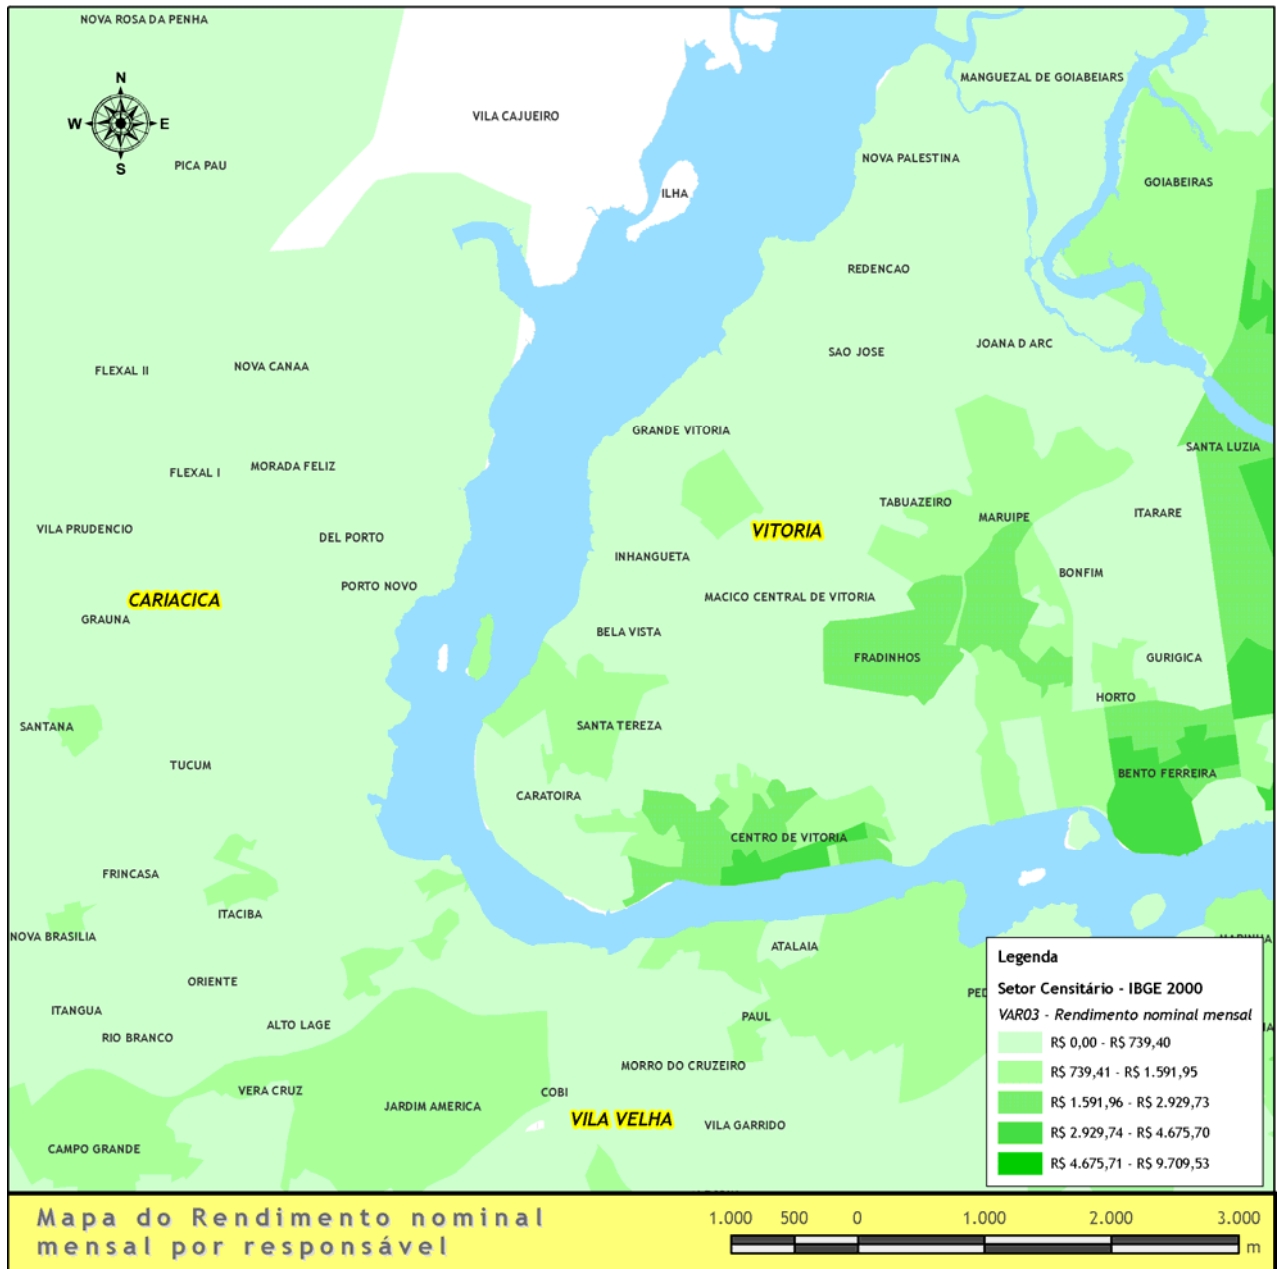 NOVA ROSA DA PENHA
N
W
E
S
MANGUEZAL DE GOIABEIARS
VILA CAJUEIRO
NOVA PALESTINA
PICA PAU
GOIABEIRAS
ILHA
REDENCAO
JOANA D ARC
SAO JOSE
FLEXAL II
NOVA CANAA
GRANDE VITORIA
SANTA LUZIA
FLEXAL I
MORADA FELIZ
TABUAZEIRO
MARUIPE
ITARARE
VILA PRUDENCIO
DEL PORTO
VITORIA
INHANGUETA
BONFIM
PORTO NOVO
CARIACICA
MACICO CENTRAL DE VITORIA
GRAUNA
BELA VISTA
FRADINHOS
GURIGICA
HORTO
SANTANA
SANTA TEREZA
TUCUM
BENTO FERREIRA
CARATOIRA
CENTRO DE VITORIA
FRINCASA
ITACIBA
NOVA BRASILIA
ATALAIA
ORIENTE
ITANGUA
PAUL
RIO BRANCO
ALTO LAGE
MORRO DO CRUZEIRO
VERA CRUZ
COBI
JARDIM AMERICA
VILA VELHA
VILA GARRIDO
CAMPO GRANDE
PED
Legenda
Setor Censitário - IBGE 2000
VAR03 - Rendimento nominal mensal
R$ 0,00 - R$ 739,40
R$ 739,41 - R$ 1.591,95
R$ 1.591,96 - R$ 2.929,73
R$ 2.929,74 - R$ 4.675,70
R$ 4.675,71 - R$ 9.709,53
Mapa do Rendimento nominal
mensal por responsável
1.000 500 0 1.000 2.000 3.000
m